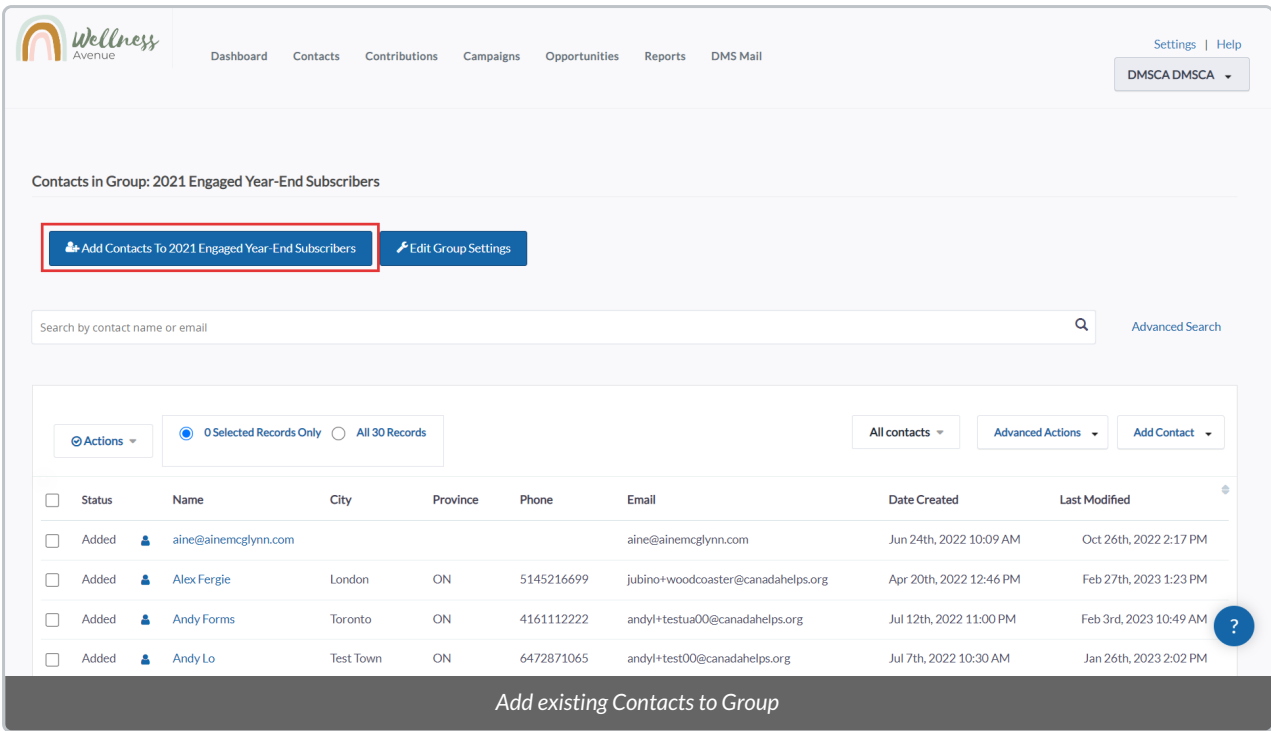 Wellness
Avenue
Dashboard Contacts Contributions Campaigns Opportunities Reports DMS Mail
Settings | Help
DMSCA DMSCA
Contacts in Group: 2021 Engaged Year-End Subscribers
Add Contacts To 2021 Engaged Year-End Subscribers Edit Group Settings
Search by contact name or email Advanced Search
Actions 0 Selected Records Only All 30 Records All contacts Advanced Actions Add Contact
Status Name City Province Phone Email Date Created Last Modified
Added aine@ainemcglynn.com aine@ainemcglynn.com Jun 24th, 2022 10:09 AM Oct 26th, 2022 2:17 PM
Added Alex Fergie London ON 5145216699 jubino+woodcoaster@canadahelps.org Apr 20th, 2022 12:46 PM Feb 27th, 2023 1:23 PM
Added Andy Forms Toronto ON 4161112222 andyl+testua00@canadahelps.org Jul 12th, 2022 11:00 PM Feb 3rd, 2023 10:49 AM
?
Added Andy Lo Test Town ON 6472871065 andyl+test00@canadahelps.org Jul 7th, 2022 10:30 AM Jan 26th, 2023 2:02 PM
Add existing Contacts to Group